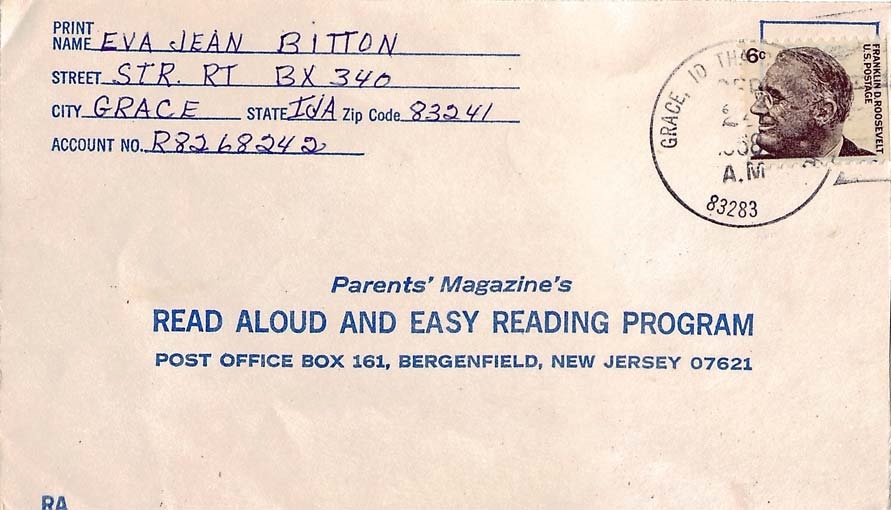 PRINT
NAME EVA JEAN BITTON
STREET STR. RT BX 340
CITY GRACE STATE IDA Zip Code 83241
ACCOUNT NO. R8268242
6c
FRANKLIN D. ROOSEVELT
U.S. POSTAGE
GRACE, ID
A.M
83283
Parents' Magazine's
READ ALOUD AND EASY READING PROGRAM
POST OFFICE BOX 161, BERGENFIELD, NEW JERSEY 07621
RA